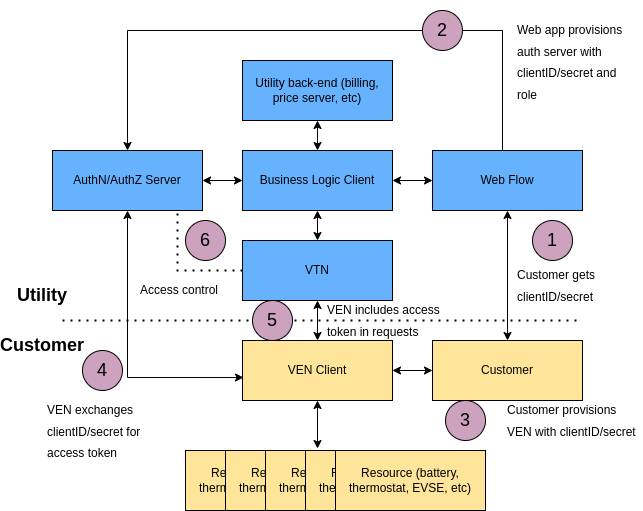 2
Web app provisions
auth server with
clientID/secret and
role
Utility back-end (billing,
price server, etc)
AuthN/AuthZ Server
Business Logic Client
Web Flow
6
1
Access control
VTN
Customer gets
clientID/secret
Utility
5
VEN includes access
token in requests
Customer
4
VEN Client
Customer
VEN exchanges
clientID/secret for
access token
3
Customer provisions
VEN with clientID/secret
Re
therm
Re
therm
Re
therm
R
therm
Resource (battery,
thermostat, EVSE, etc)